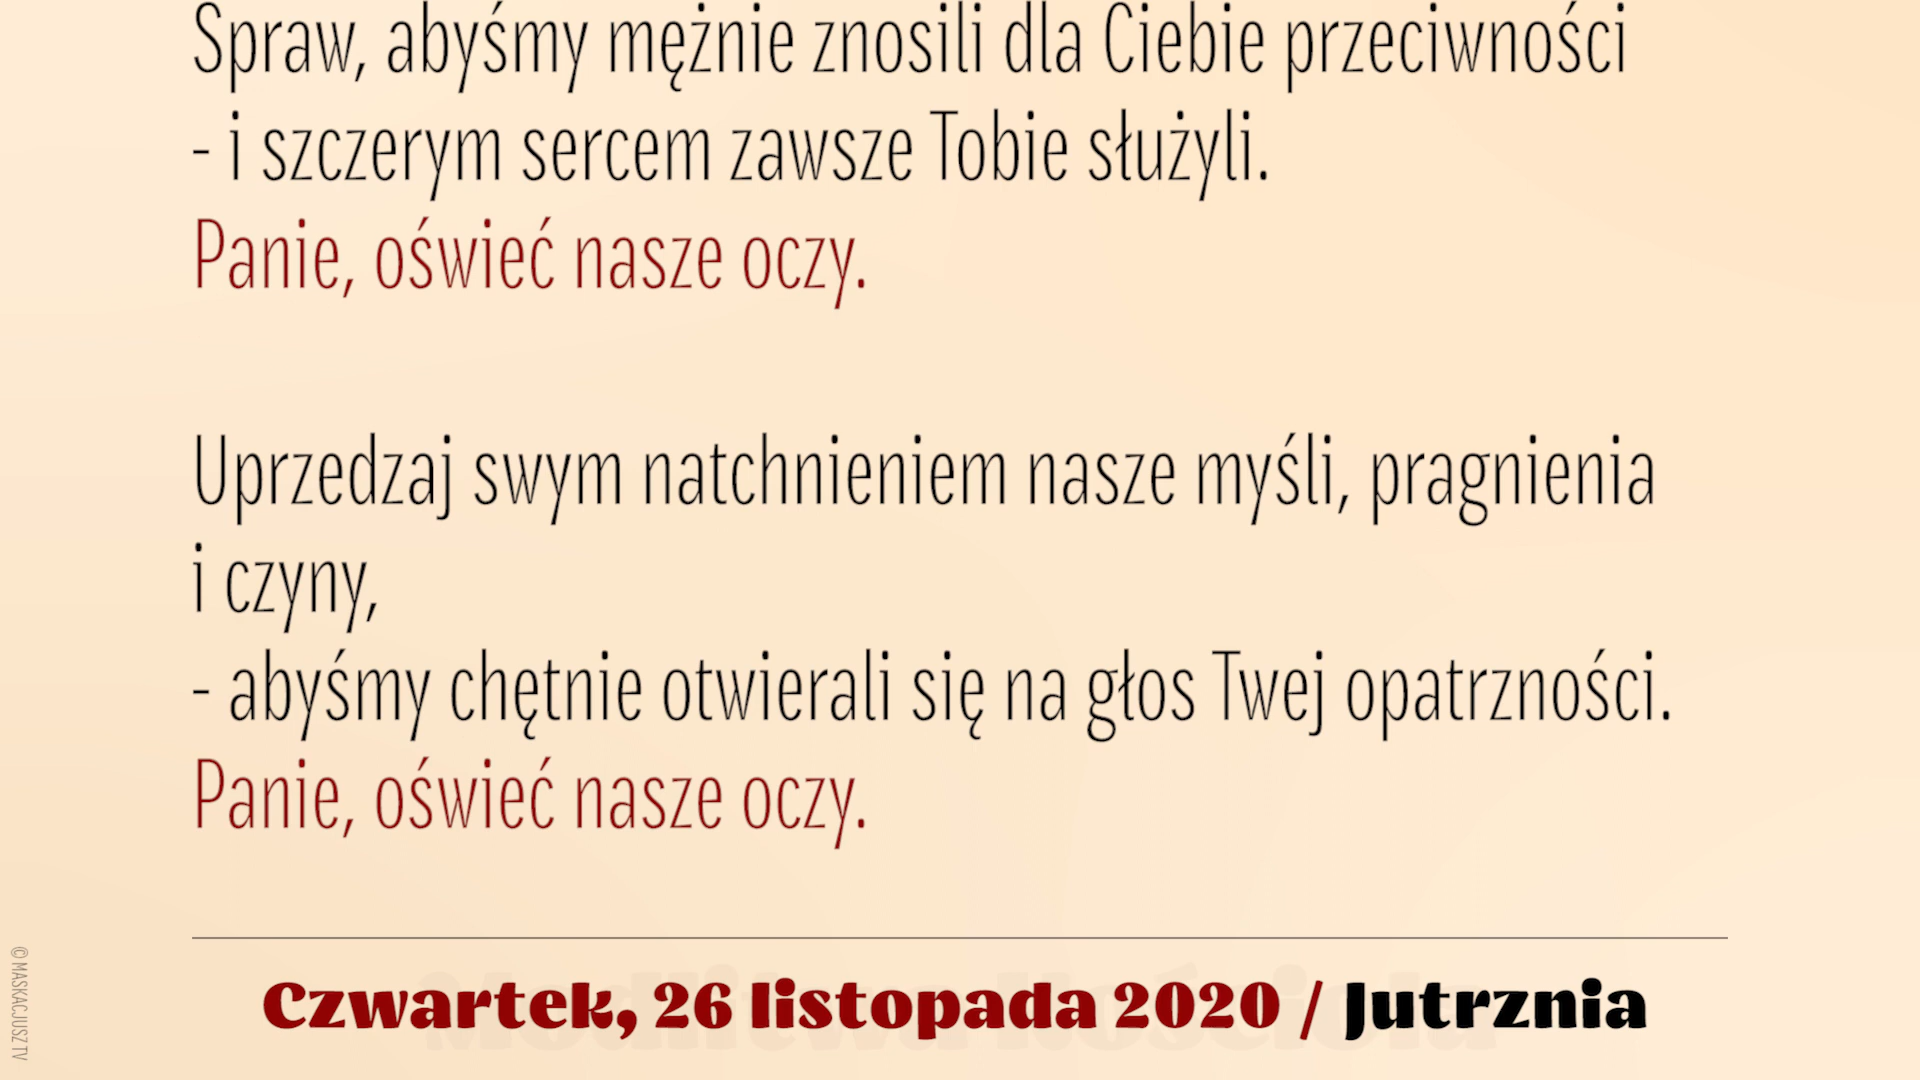 Spraw, abyśmy mężnie znosili dla Ciebie przeciwności
- i szczerym sercem zawsze Tobie służyli.
Panie, oświeć nasze oczy.
Uprzedzaj swym natchnieniem nasze myśli, pragnienia
i czyny,
- abyśmy chętnie otwierali się na głos Twej opatrzności.
Panie, oświeć nasze oczy.
Czwartek, 26 listopada 2020 / Jutrznia
© MASKACJUSZ TV